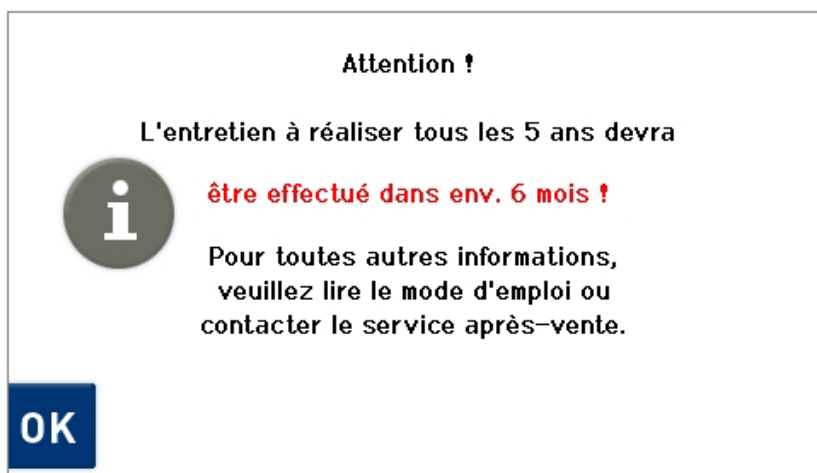 Attention !
L'entretien à réaliser tous les 5 ans devra
être effectué dans env. 6 mois !
Pour toutes autres informations,
veuillez lire le mode d'emploi ou
contacter le service après-vente.
OK